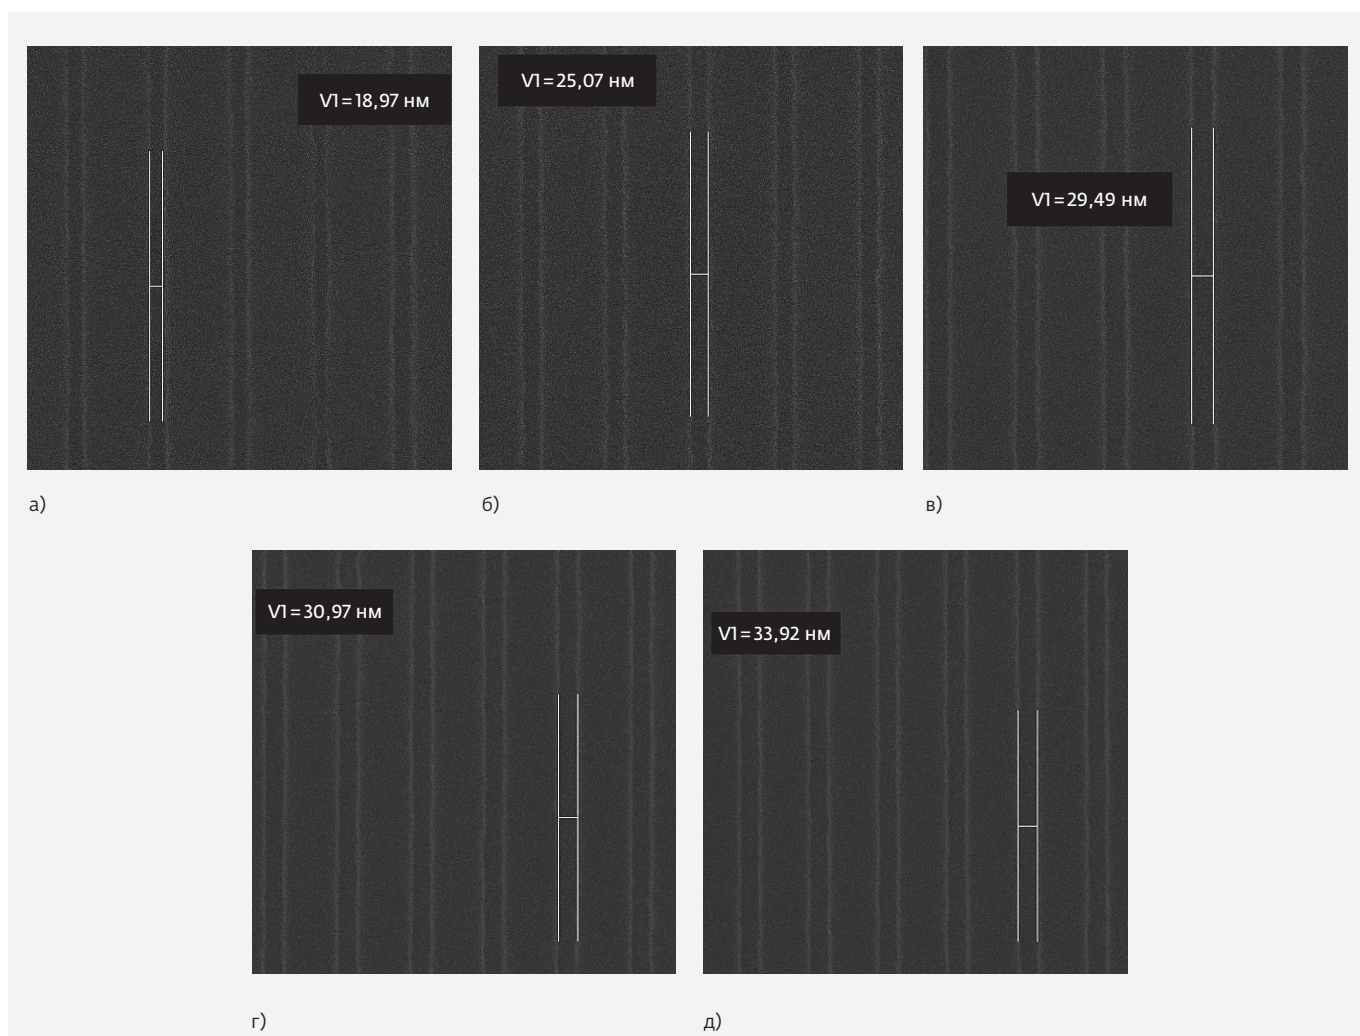 V1=18,97 нм
V1=25,07 нм
V1=29,49 нм
а)
б)
в)
V1=30,97 нм
V1=33,92 нм
г)
д)